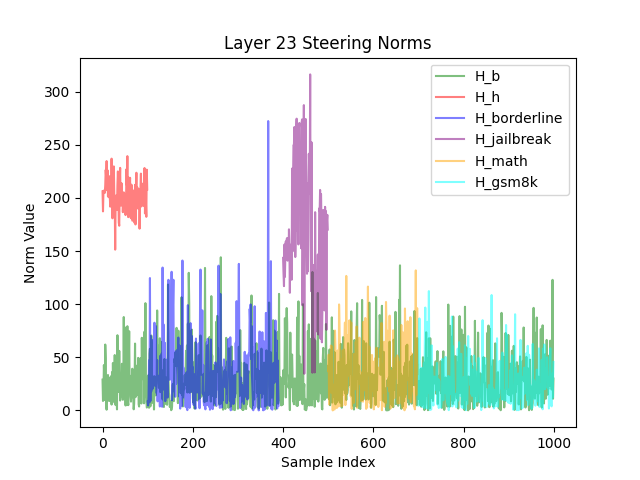 Layer 23 Steering Norms
H_b
H_h
H_borderline
H_jailbreak
H_math
H_gsm8k
Norm Value
300
250
200
150
100
50
0
0
200
400
600
800
1000
Sample Index